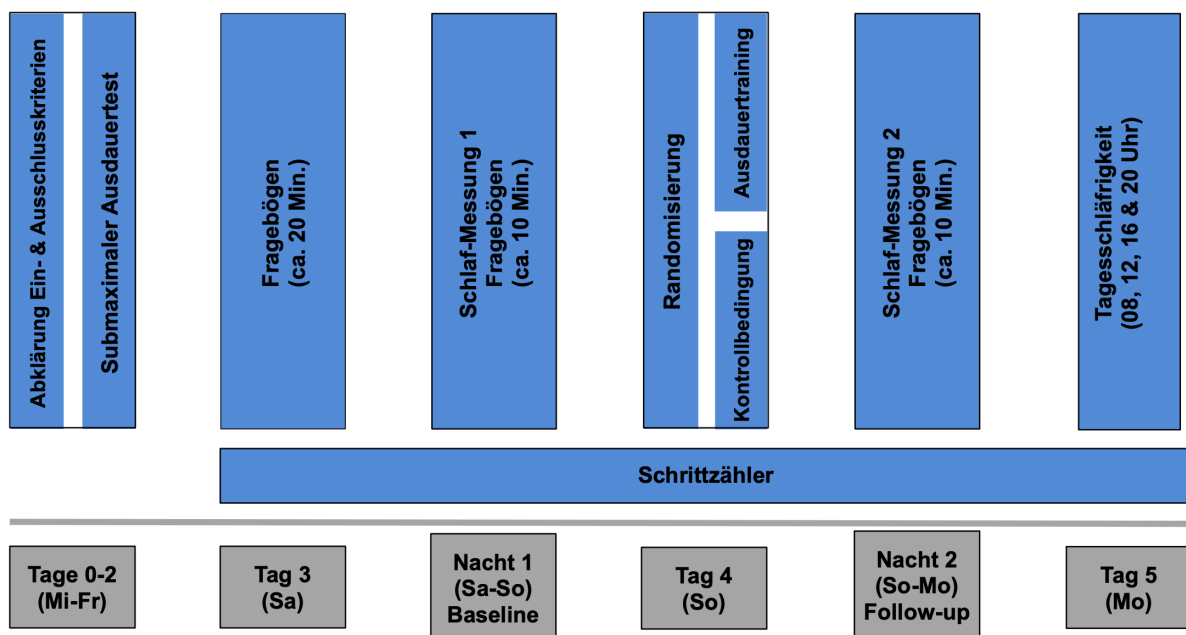 Abklärung Ein- & Ausschlusskriterien
Submaximaler Ausdauertest
Fragebögen
(ca. 20 Min.)
Schlaf-Messung 1
Fragebögen
(ca. 10 Min.)
Randomisierung
Ausdauertraining
Kontrollbedingung
Schlaf-Messung 2
Fragebögen
(ca. 10 Min.)
Tagesschläfrigkeit
(08, 12, 16 & 20 Uhr)
Schrittzähler
Tage 0-2
(Mi-Fr)
Tag 3
(Sa)
Nacht 1
(Sa-So)
Baseline
Tag 4
(So)
Nacht 2
(So-Mo)
Follow-up
Tag 5
(Mo)